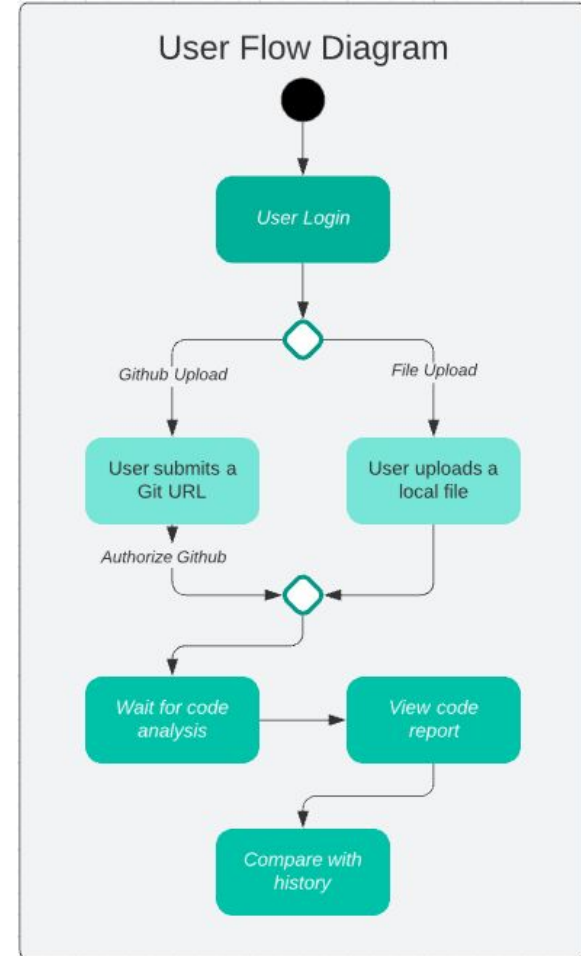 User Flow Diagram
User Login
Github Upload
File Upload
User submits a
Git URL
User uploads a
local file
Authorize Github
Wait for code
analysis
View code
report
Compare with
history